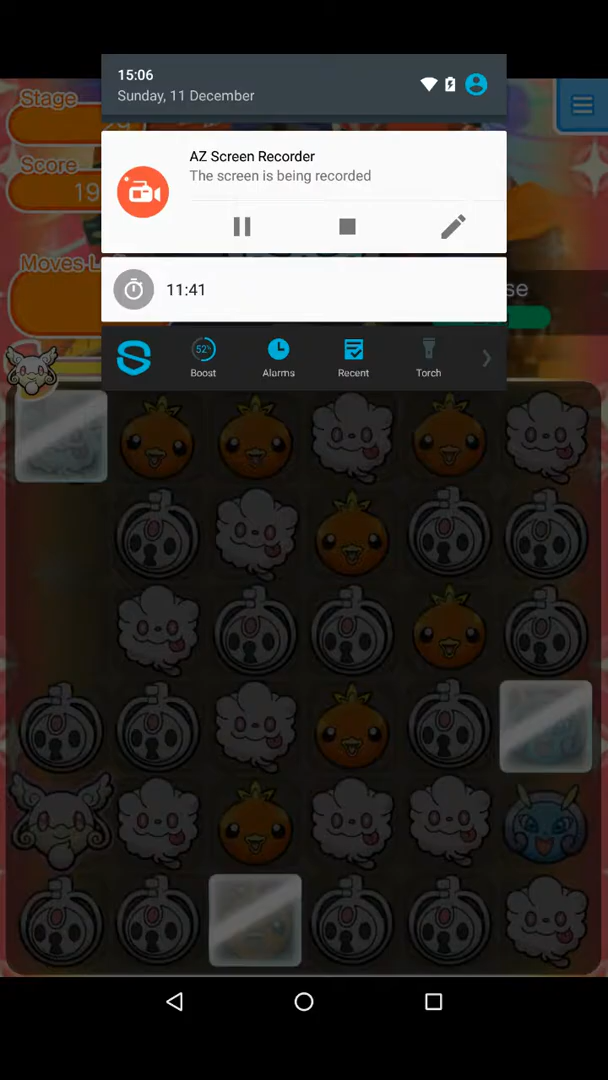 15:06
Sunday, 11 December
Stage
AZ Screen Recorder
The screen is being recorded
Score
19
Moves L
11:41
se
52%
Boost
Alarms
Recent
Torch